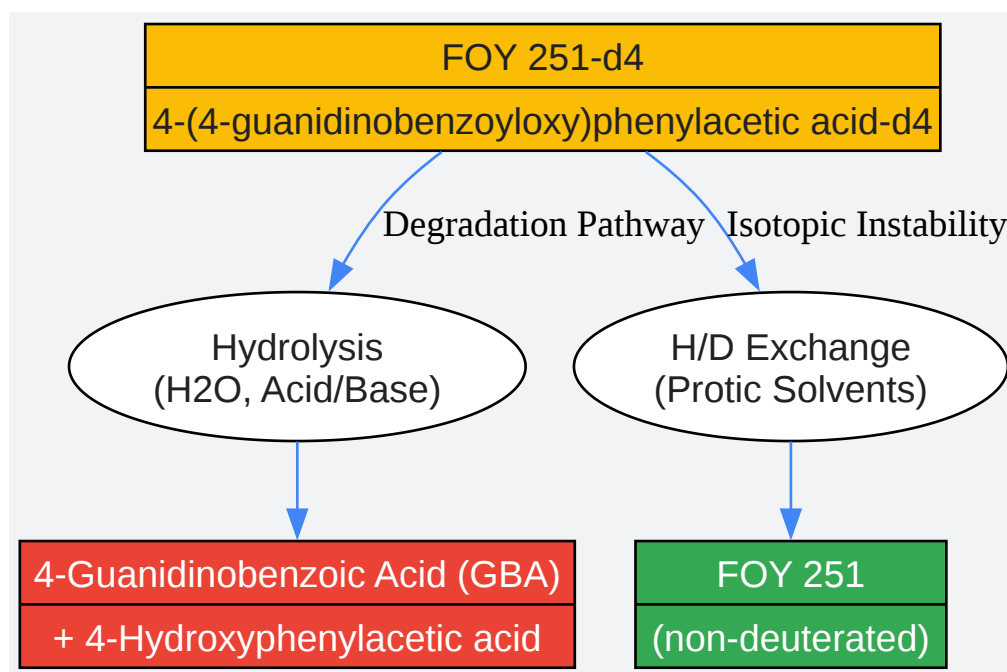 FOY 251-d4
4-(4-guanidinobenzoyloxy)phenylacetic acid-d4
Degradation Pathway
Isotopic Instability
Hydrolysis
(H2O, Acid/Base)
H/D Exchange
(Protic Solvents)
4-Guanidinobenzoic Acid (GBA)
+ 4-Hydroxyphenylacetic acid
FOY 251
(non-deuterated)